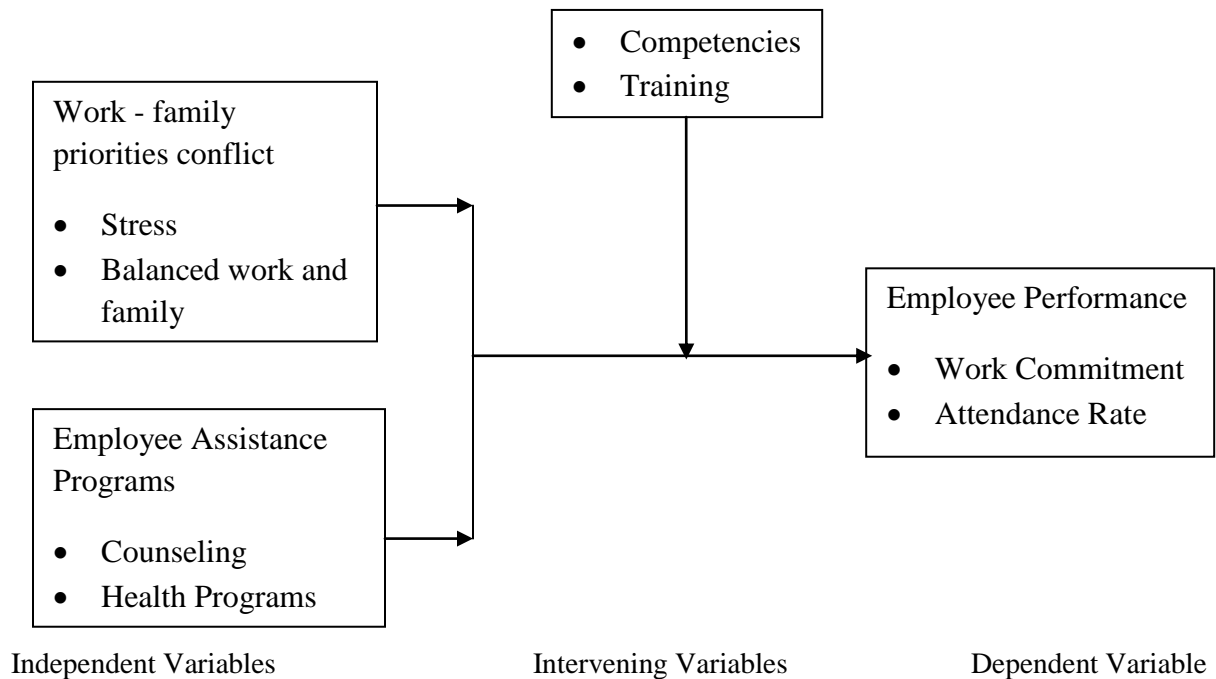 • Competencies
• Training
Work - family
priorities conflict
• Stress
• Balanced work and
family
Employee Performance
• Work Commitment
• Attendance Rate
Employee Assistance
Programs
• Counseling
• Health Programs
Independent Variables
Intervening Variables
Dependent Variable